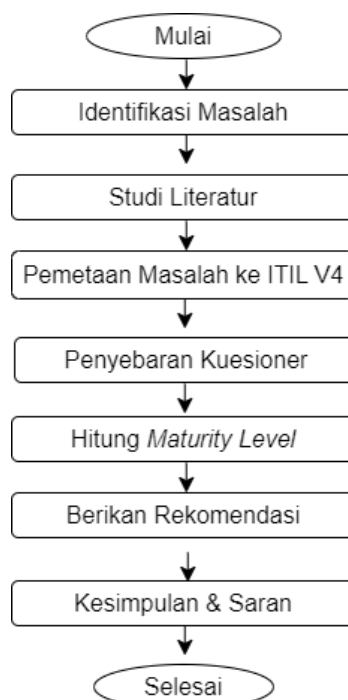 Mulai
Identifikasi Masalah
Studi Literatur
Pemetaan Masalah ke ITIL V4
Penyebaran Kuesioner
Hitung Maturity Level
Berikan Rekomendasi
Kesimpulan & Saran
Selesai